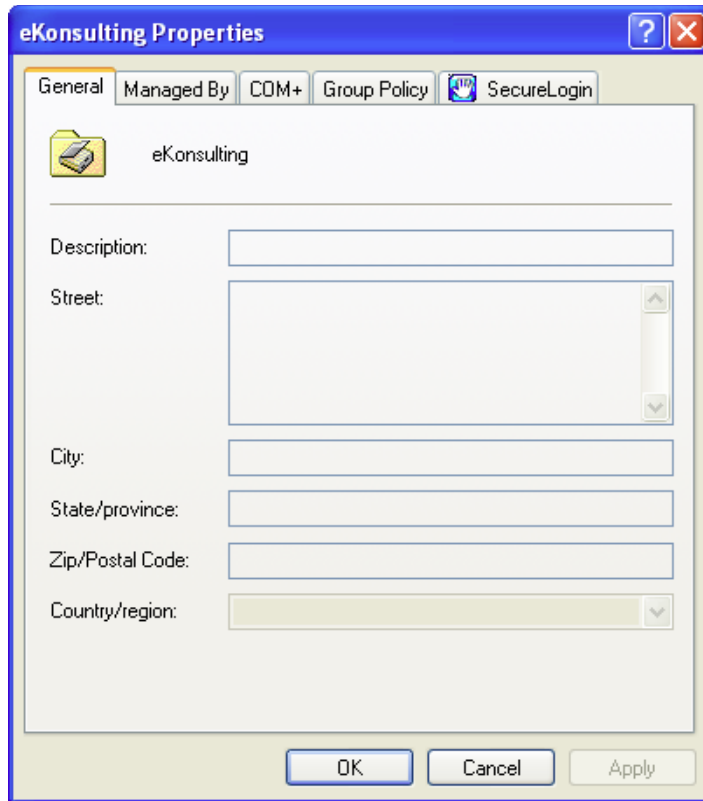 eKonsulting Properties
General Managed By COM+ Group Policy SecureLogin
eKonsulting
Description:
Street:
City:
State/province:
Zip/Postal Code:
Country/region:
OK Cancel Apply